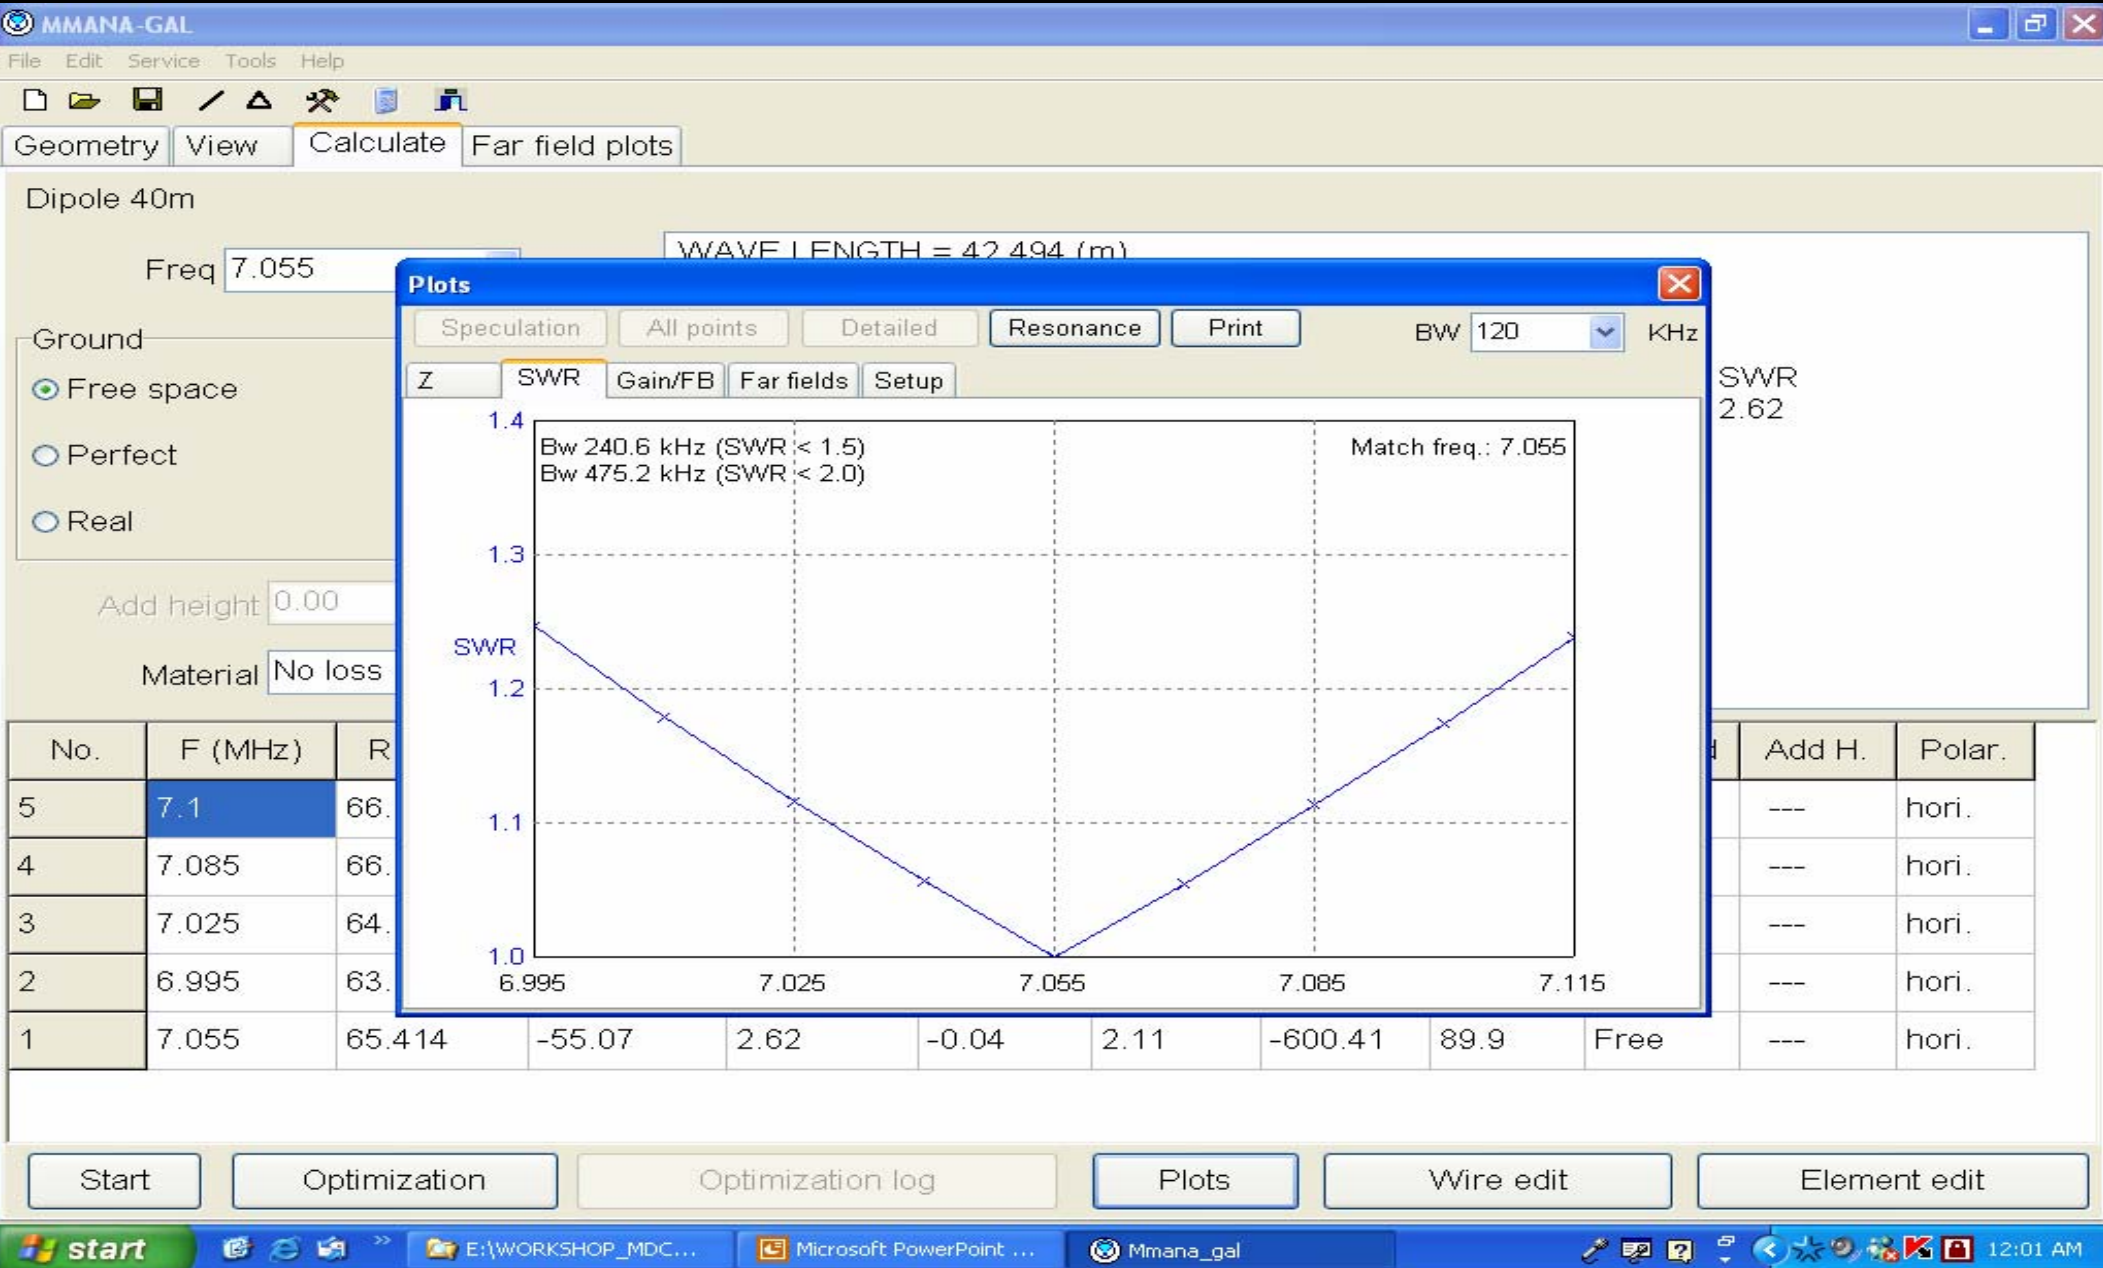 MMANA-GAL
File Edit Service Tools Help
Geometry View Calculate Far field plots
Dipole 40m
Freq 7.055
WAVE LENGTH = 42.494 (m)
Ground
Free space
Perfect
Real
Add height 0.00
Material No loss
SWR
2.62
Plots
Speculation All points Detailed Resonance Print BW 120 KHz
Z SWR Gain/FB Far fields Setup
Bw 240.6 kHz (SWR < 1.5)
Bw 475.2 kHz (SWR < 2.0)
Match freq.: 7.055
1.4
1.3
SWR
1.2
1.1
1.0
6.995 7.025 7.055 7.085 7.115
No. F (MHz) R Add H. Polar.
5 7.1 66. --- hori.
4 7.085 66. --- hori.
3 7.025 64. --- hori.
2 6.995 63. --- hori.
1 7.055 65.414 -55.07 2.62 -0.04 2.11 -600.41 89.9 Free --- hori.
Start Optimization Optimization log Plots Wire edit Element edit
start E:\WORKSHOP_MDC... Microsoft PowerPoint ... Mmana_gal 12:01 AM